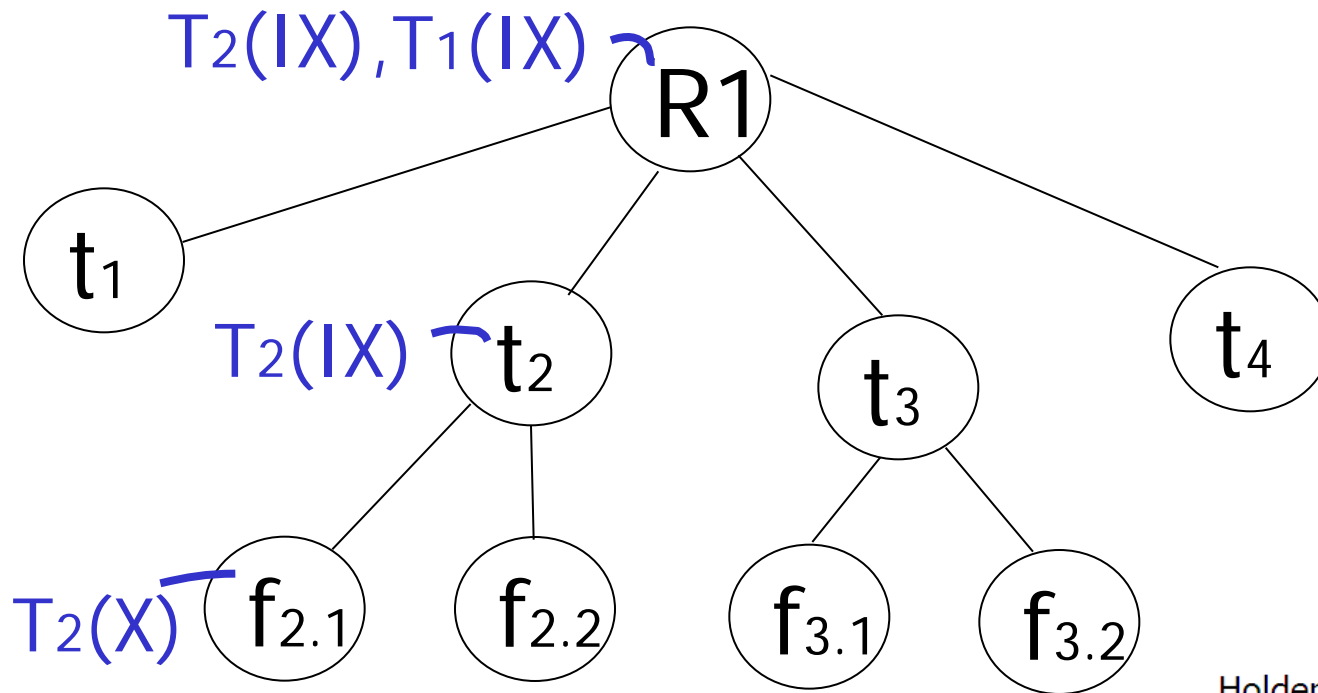 T2(IX),T1(IX)
R1
t1
T2(IX)
t2
t3
t4
T2(X)
f2.1
f2.2
f3.1
f3.2
Holder